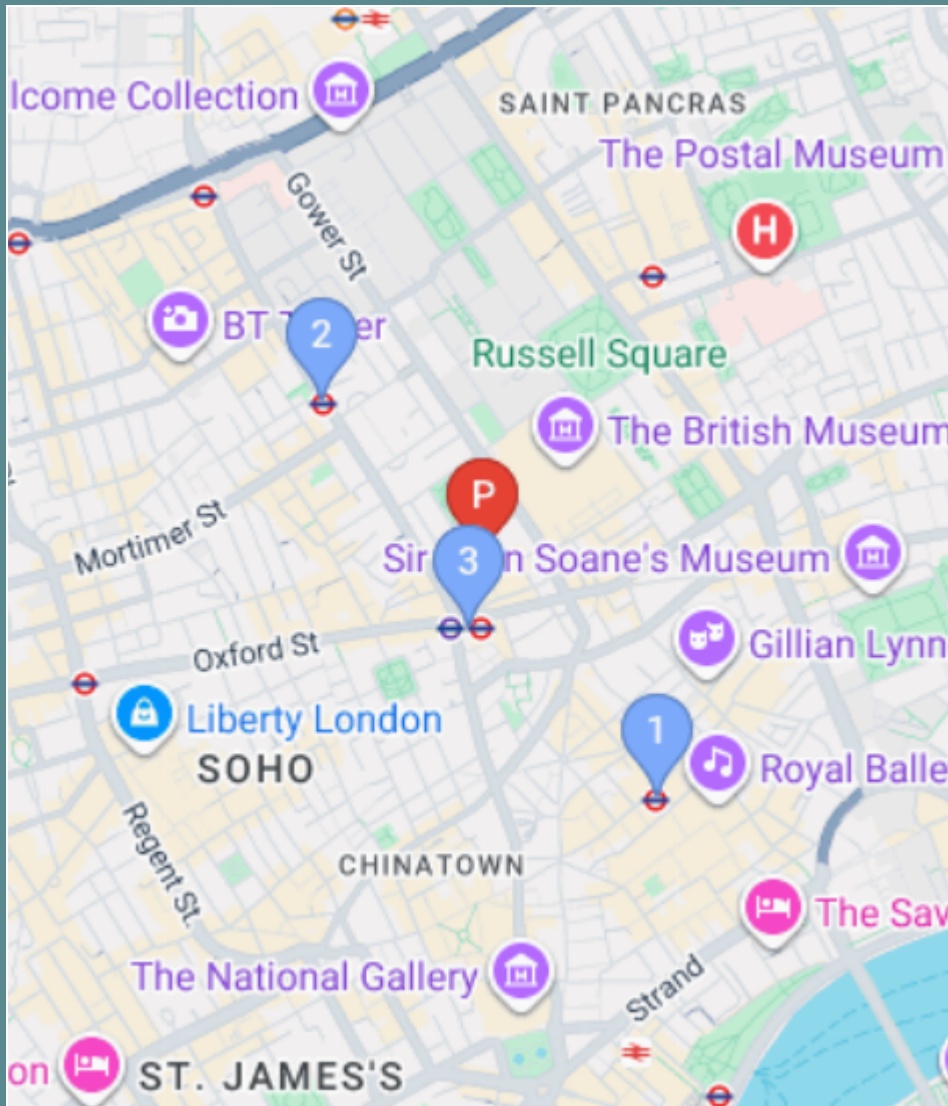 lcome Collection
SAINT PANCRAS
The Postal Museum
H
Gower St
BT T er
2
Russell Square
The British Museum
P
Mortimer St
3
Sir n Soane's Museum
Oxford St
Gillian Lynn
Liberty London
1
SOHO
Royal Balle
Regent St.
CHINATOWN
The Sav
The National Gallery
Strand
on
ST. JAMES'S